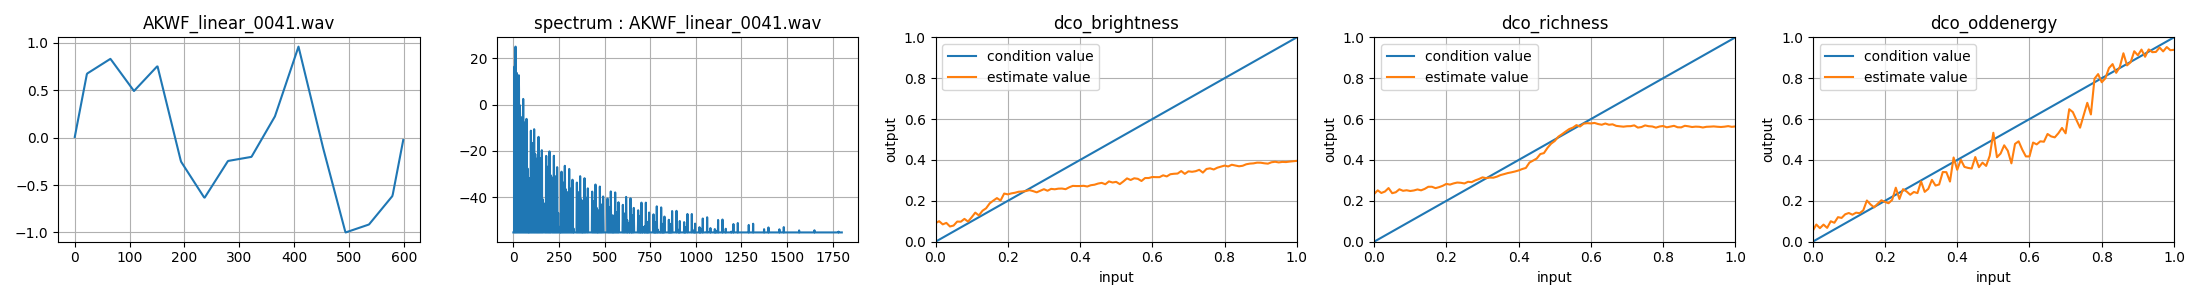 AKWF_linear_0041.wav
1.0
0.5
0.0
−0.5
−1.0
0 100 200 300 400 500 600
spectrum : AKWF_linear_0041.wav
20
0
−20
−40
0 250 500 750 1000 1250 1500 1750
dco_brightness
condition value
estimate value
output
1.0
0.8
0.6
0.4
0.2
0.0
0.0 0.2 0.4 0.6 0.8 1.0
input
dco_richness
condition value
estimate value
output
1.0
0.8
0.6
0.4
0.2
0.0
0.0 0.2 0.4 0.6 0.8 1.0
input
dco_oddenergy
condition value
estimate value
output
1.0
0.8
0.6
0.4
0.2
0.0
0.0 0.2 0.4 0.6 0.8 1.0
input